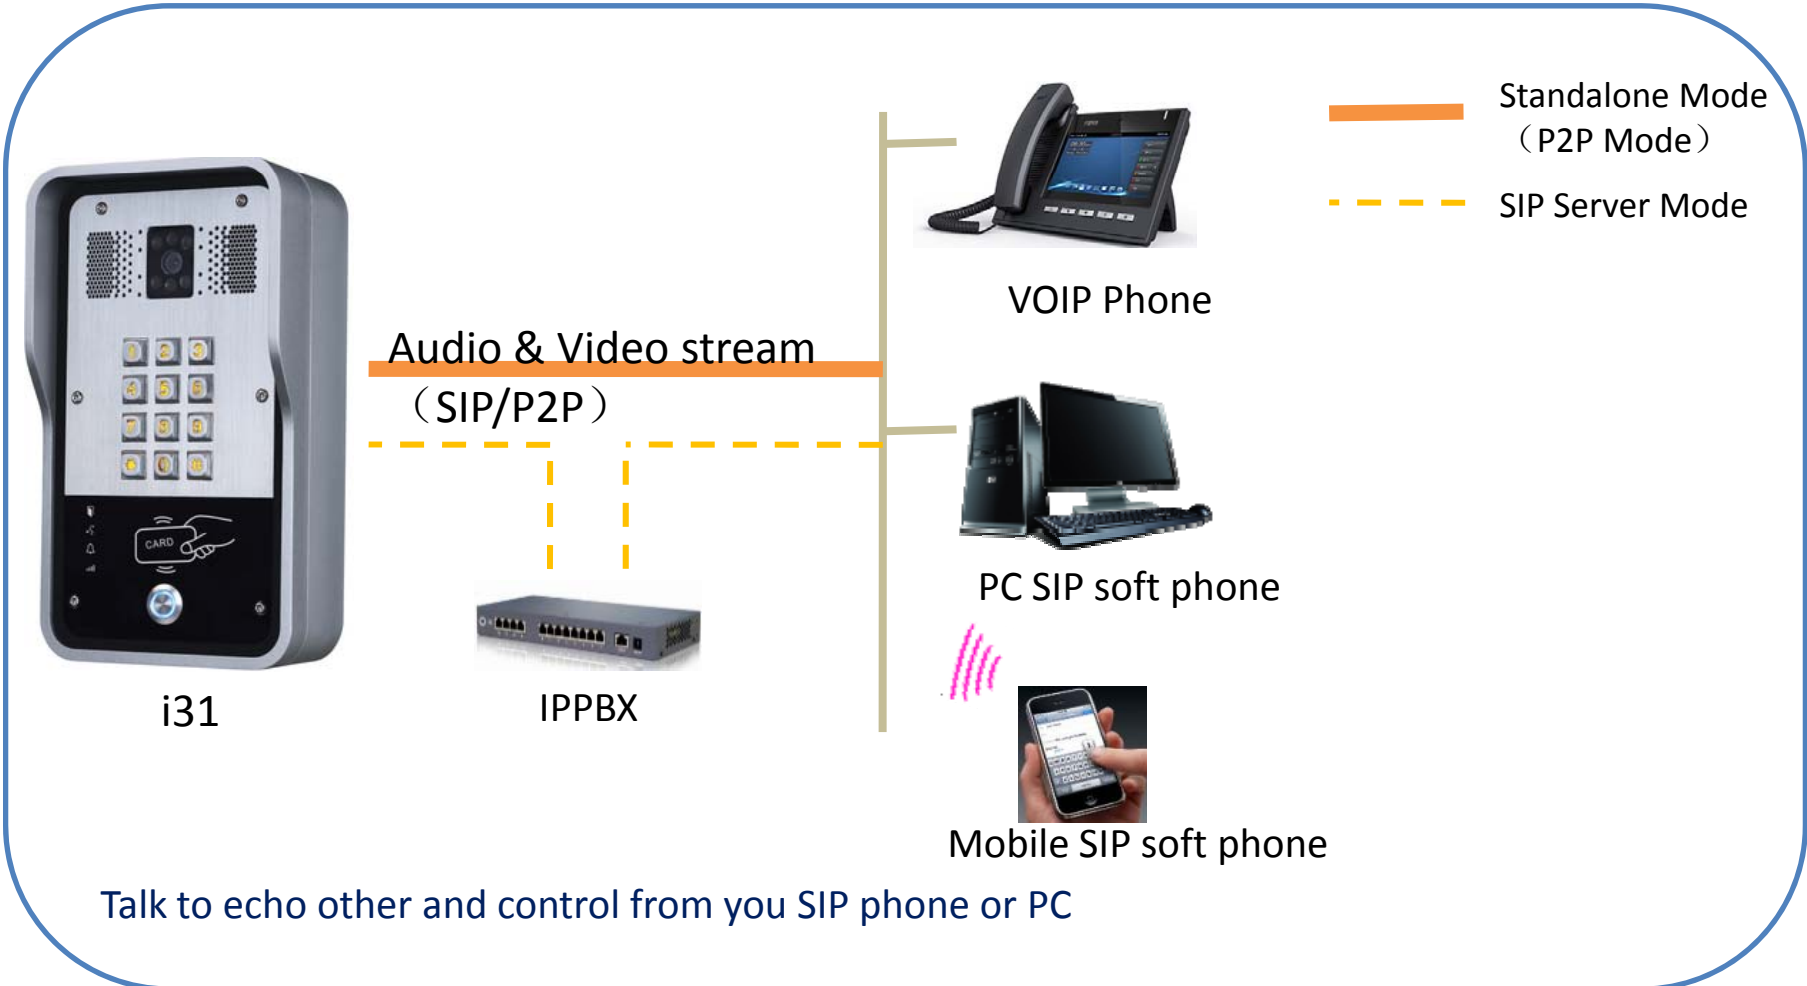 Standalone Mode
（P2P Mode）
SIP Server Mode
VOIP Phone
Audio & Video stream
（SIP/P2P）
CARD
PC SIP soft phone
i31
IPPBX
Mobile SIP soft phone
Talk to echo other and control from you SIP phone or PC